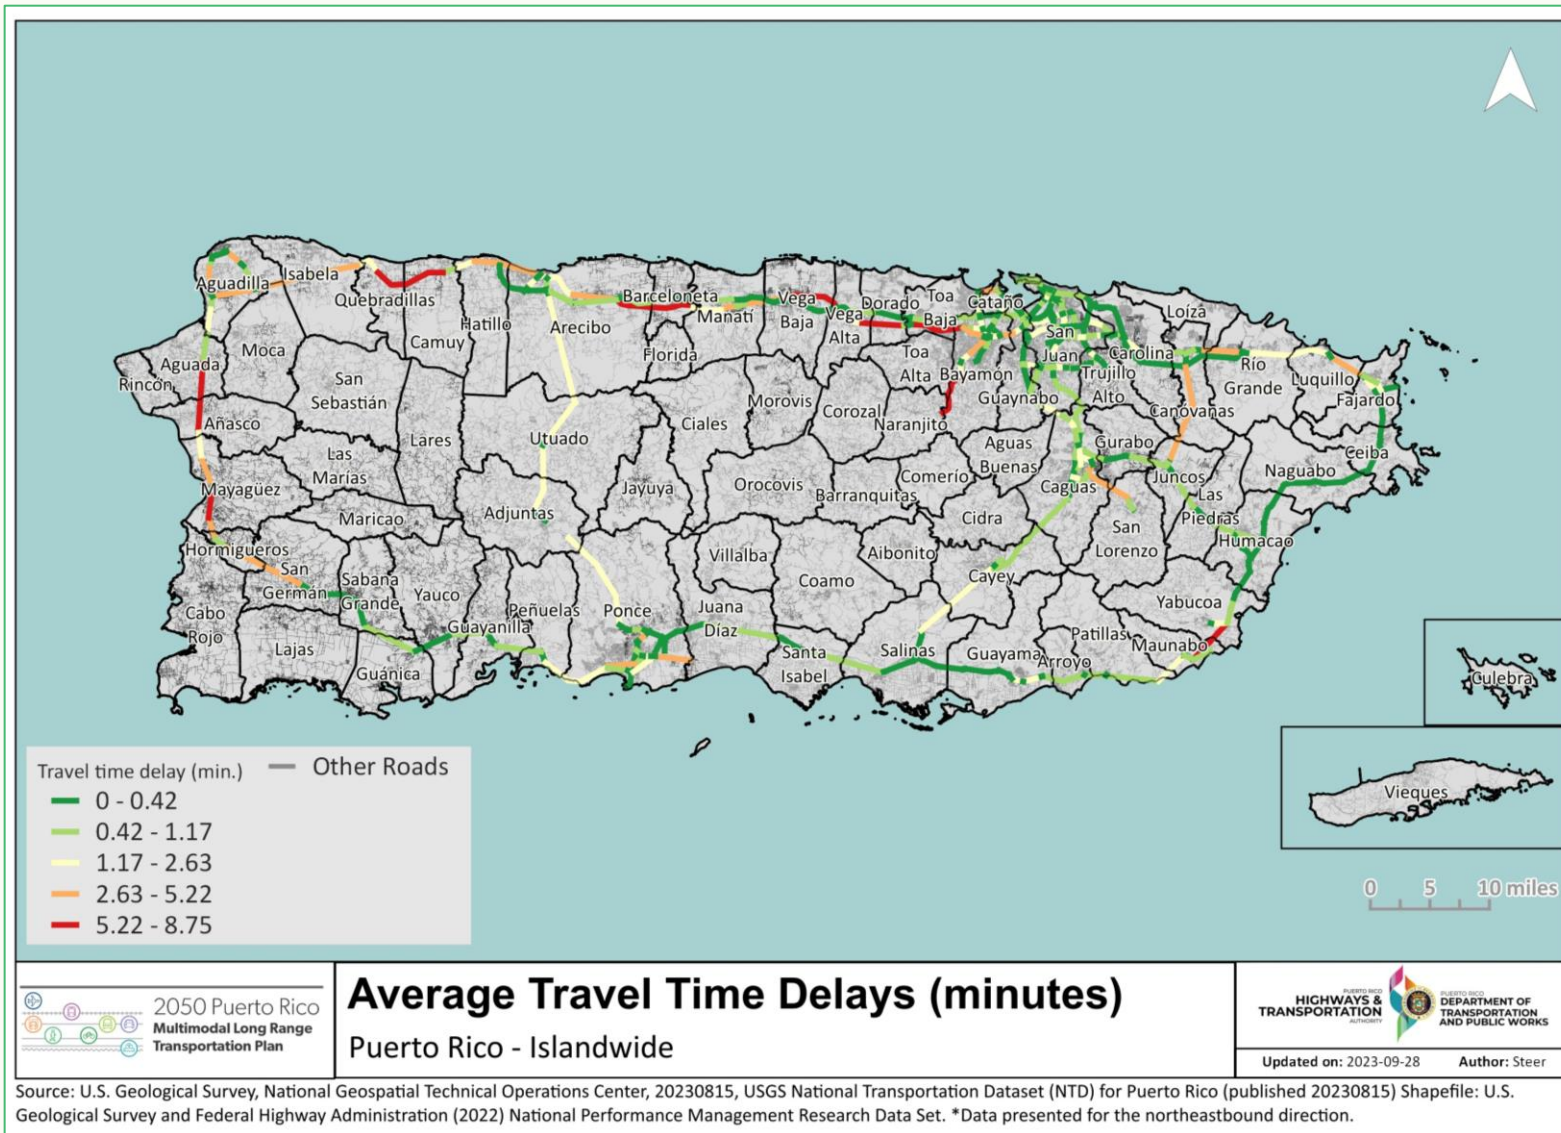 Isabela
Aguadilla
Quebradillas
Hatillo
Camuy
Arecibo
Barceloneta
Manatí
Florida
Vega
Baja
Vega
Alta
Dorado
Toa
Baja
Cataño
Toa
Alta
Bayamón
San
Juan
Guaynabo
Trujillo
Alto
Carolina
Loíza
Canóvanas
Río
Grande
Luquillo
Fajardo
Ceiba
Naguabo
Aguada
Rincón
Moca
San
Sebastián
Añasco
Las
Marías
Lares
Utuado
Ciales
Morovis
Corozal
Naranjito
Aguas
Buenas
Gurabo
Caguas
Juncos
Las
Piedras
San
Lorenzo
Humacao
Mayagüez
Maricao
Adjuntas
Jayuya
Orocovis
Barranquitas
Comerío
Cidra
Aibonito
Cayey
Villalba
Coamo
Hormigueros
San
Germán
Sabana
Grande
Yauco
Cabo
Rojo
Lajas
Guánica
Guayanilla
Peñuelas
Ponce
Juana
Díaz
Santa
Isabel
Salinas
Guayama
Arroyo
Patillas
Maunabo
Yabucoa
Culebra
Vieques
Travel time delay (min.)
Other Roads
0 - 0.42
0.42 - 1.17
1.17 - 2.63
2.63 - 5.22
5.22 - 8.75
0 5 10 miles
2050 Puerto Rico
Multimodal Long Range
Transportation Plan
Average Travel Time Delays (minutes)
Puerto Rico - Islandwide
PUERTO RICO
HIGHWAYS &
TRANSPORTATION
AUTHORITY
PUERTO RICO
DEPARTMENT OF
TRANSPORTATION
AND PUBLIC WORKS
Updated on: 2023-09-28 Author: Steer
Source: U.S. Geological Survey, National Geospatial Technical Operations Center, 20230815, USGS National Transportation Dataset (NTD) for Puerto Rico (published 20230815) Shapefile: U.S.
Geological Survey and Federal Highway Administration (2022) National Performance Management Research Data Set. *Data presented for the northeastbound direction.